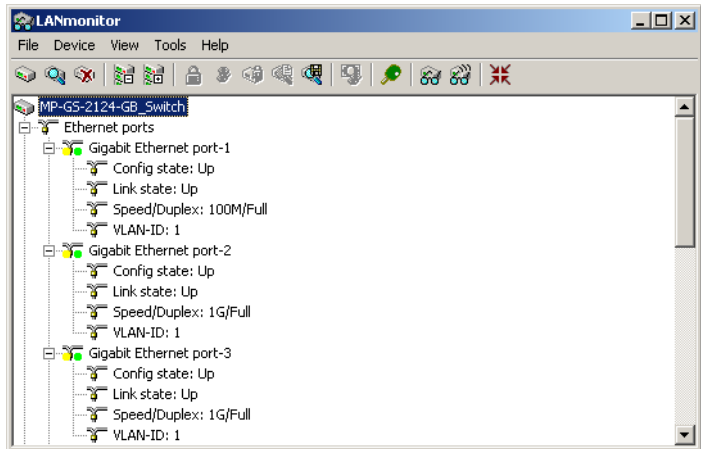 LANmonitor
File Device View Tools Help
MP-GS-2124-GB_Switch
Ethernet ports
Gigabit Ethernet port-1
Config state: Up
Link state: Up
Speed/Duplex: 100M/Full
VLAN-ID: 1
Gigabit Ethernet port-2
Config state: Up
Link state: Up
Speed/Duplex: 1G/Full
VLAN-ID: 1
Gigabit Ethernet port-3
Config state: Up
Link state: Up
Speed/Duplex: 1G/Full
VLAN-ID: 1